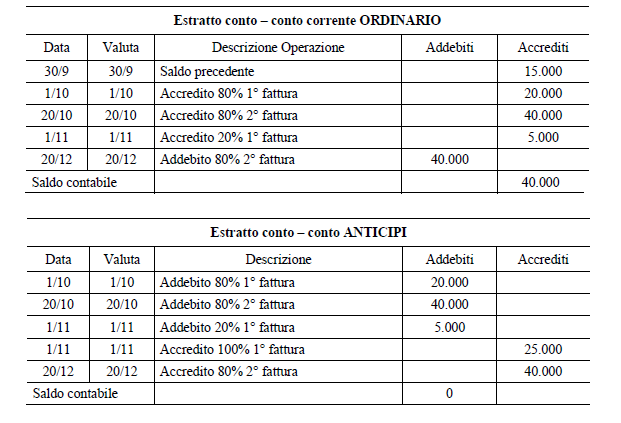 Estratto conto – conto corrente ORDINARIO
Data Valuta Descrizione Operazione Addebiti Accrediti
30/9 30/9 Saldo precedente 15.000
1/10 1/10 Accredito 80% 1° fattura 20.000
20/10 20/10 Accredito 80% 2° fattura 40.000
1/11 1/11 Accredito 20% 1° fattura 5.000
20/12 20/12 Addebito 80% 2° fattura 40.000
Saldo contabile 40.000
Estratto conto – conto ANTICIPI
Data Valuta Descrizione Addebiti Accrediti
1/10 1/10 Addebito 80% 1° fattura 20.000
20/10 20/10 Addebito 80% 2° fattura 40.000
1/11 1/11 Addebito 20% 1° fattura 5.000
1/11 1/11 Accredito 100% 1° fattura 25.000
20/12 20/12 Accredito 80% 2° fattura 40.000
Saldo contabile 0